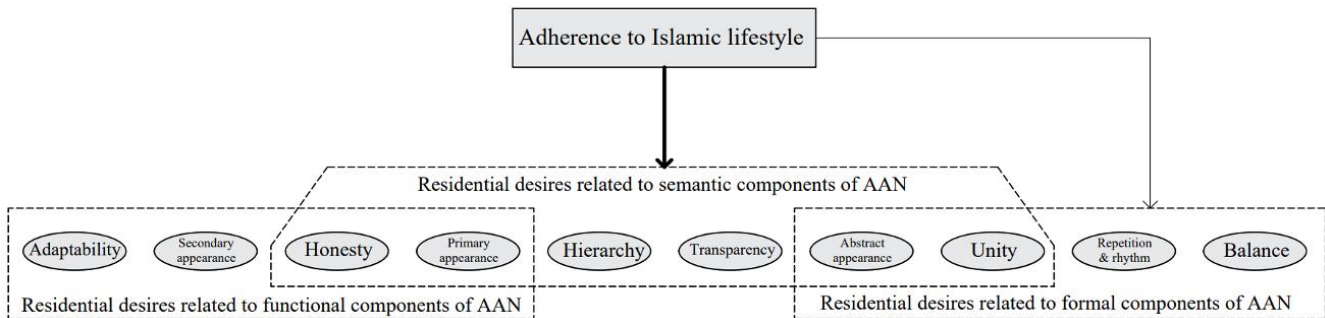 Adherence to Islamic lifestyle
Residential desires related to semantic components of AAN
Adaptability
Secondary
appearance
Honesty
Primary
appearance
Hierarchy
Transparency
Abstract
appearance
Unity
Repetition
& rhythm
Balance
Residential desires related to functional components of AAN
Residential desires related to formal components of AAN